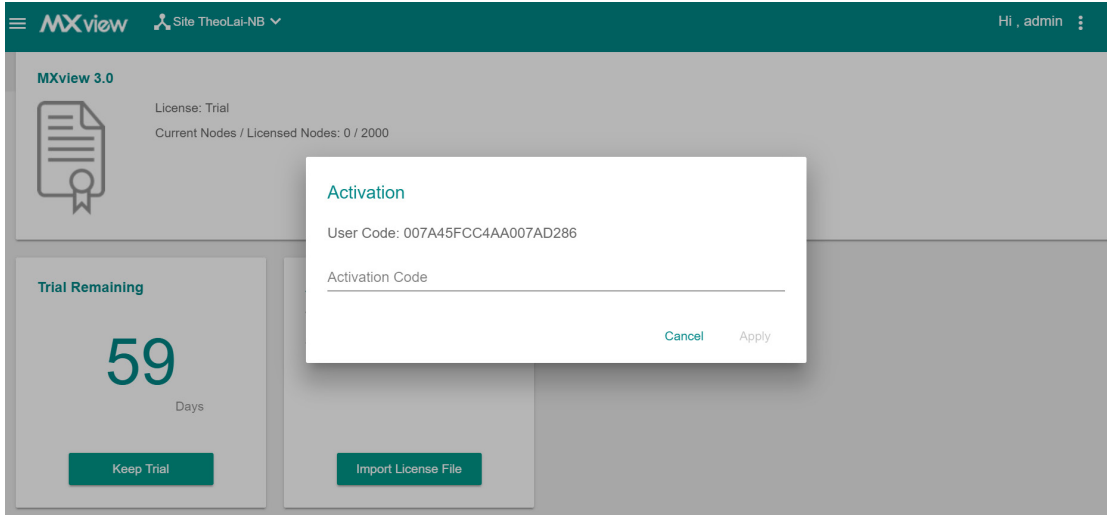 MXview Site TheoLai-NB Hi , admin
MXview 3.0
License: Trial
Current Nodes / Licensed Nodes: 0 / 2000
Activation
User Code: 007A45FCC4AA007AD286
Activation Code
Cancel Apply
Trial Remaining
59
Days
Keep Trial
Import License File